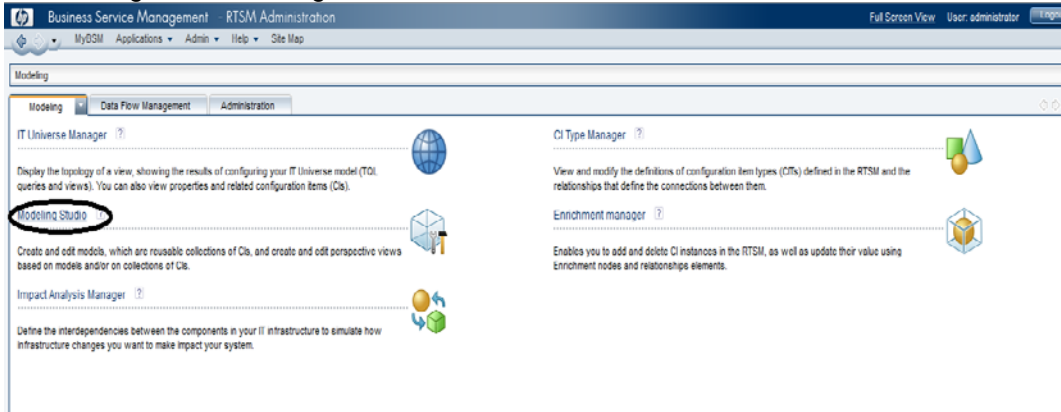 hp Business Service Management - RTSM Administration Full Screen View User: administrator Logou
MyBSM Applications Admin Help Site Map
Modeling
Modeling Data Flow Management Administration
IT Universe Manager ?
Display the topology of a view, showing the results of configuring your IT Universe model (TQL
queries and views). You can also view properties and related configuration items (CIs).
Modeling Studio ?
Create and edit models, which are reusable collections of CIs, and create and edit perspective views
based on models and/or on collections of CIs.
Impact Analysis Manager ?
Define the interdependencies between the components in your IT infrastructure to simulate how
infrastructure changes you want to make impact your system.
CI Type Manager ?
View and modify the definitions of configuration item types (CITs) defined in the RTSM and the
relationships that define the connections between them.
Enrichment manager ?
Enables you to add and delete CI instances in the RTSM, as well as update their value using
Enrichment nodes and relationships elements.